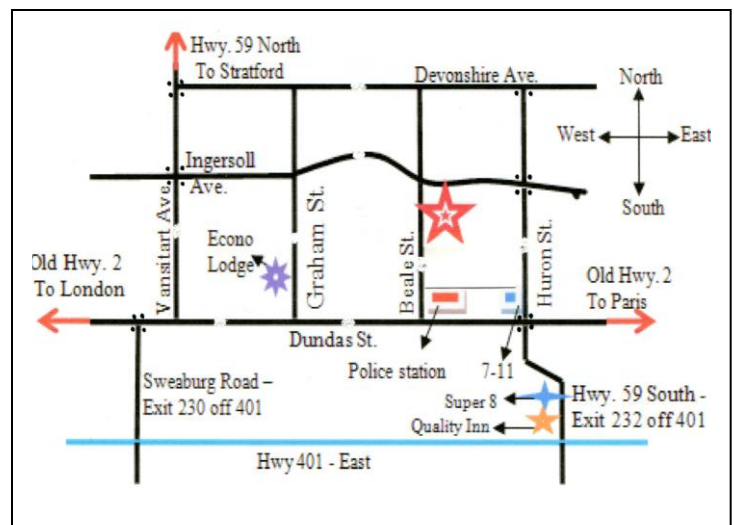 Hwy. 59 North
To Stratford
Devonshire Ave.
North
West
East
South
Ingersoll
Ave.
Vansitart Ave.
Graham St.
Beale St.
Huron St.
Econo
Lodge
Old Hwy. 2
To London
Old Hwy. 2
To Paris
Dundas St.
Police station
7-11
Sweaburg Road –
Exit 230 off 401
Super 8
Quality Inn
Hwy. 59 South -
Exit 232 off 401
Hwy 401 - East